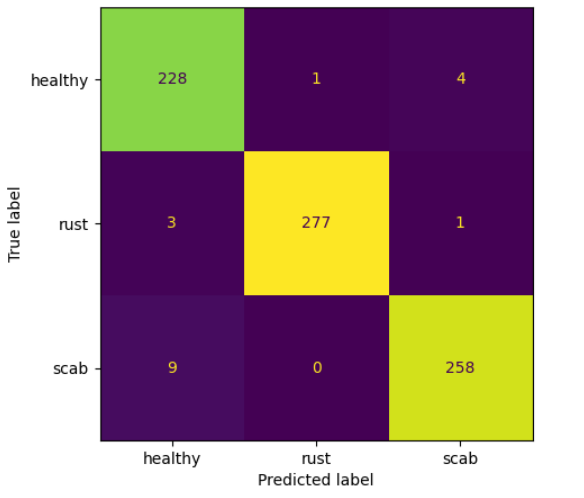 healthy 228 1 4
True label
rust 3 277 1
scab 9 0 258
healthy rust scab
Predicted label